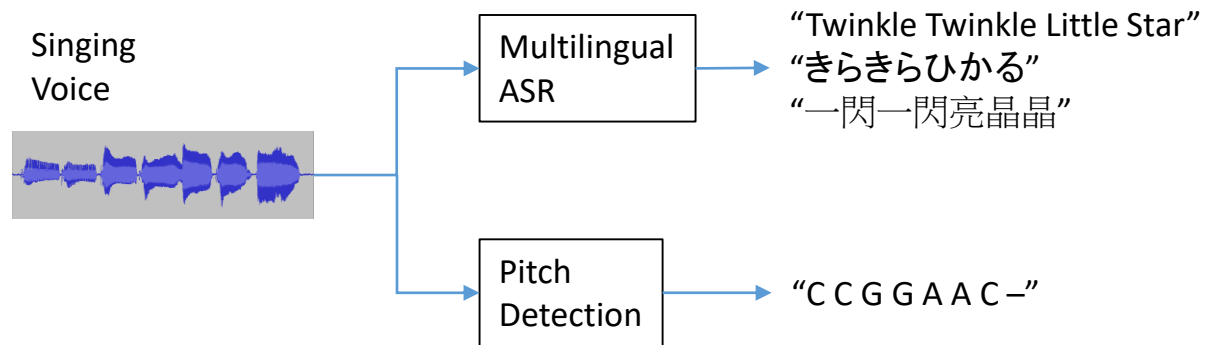 Singing
Voice
Multilingual
ASR
“Twinkle Twinkle Little Star”
“きらきらひかる”
“一閃一閃亮晶晶”
Pitch
Detection
“C C G G A A C –”